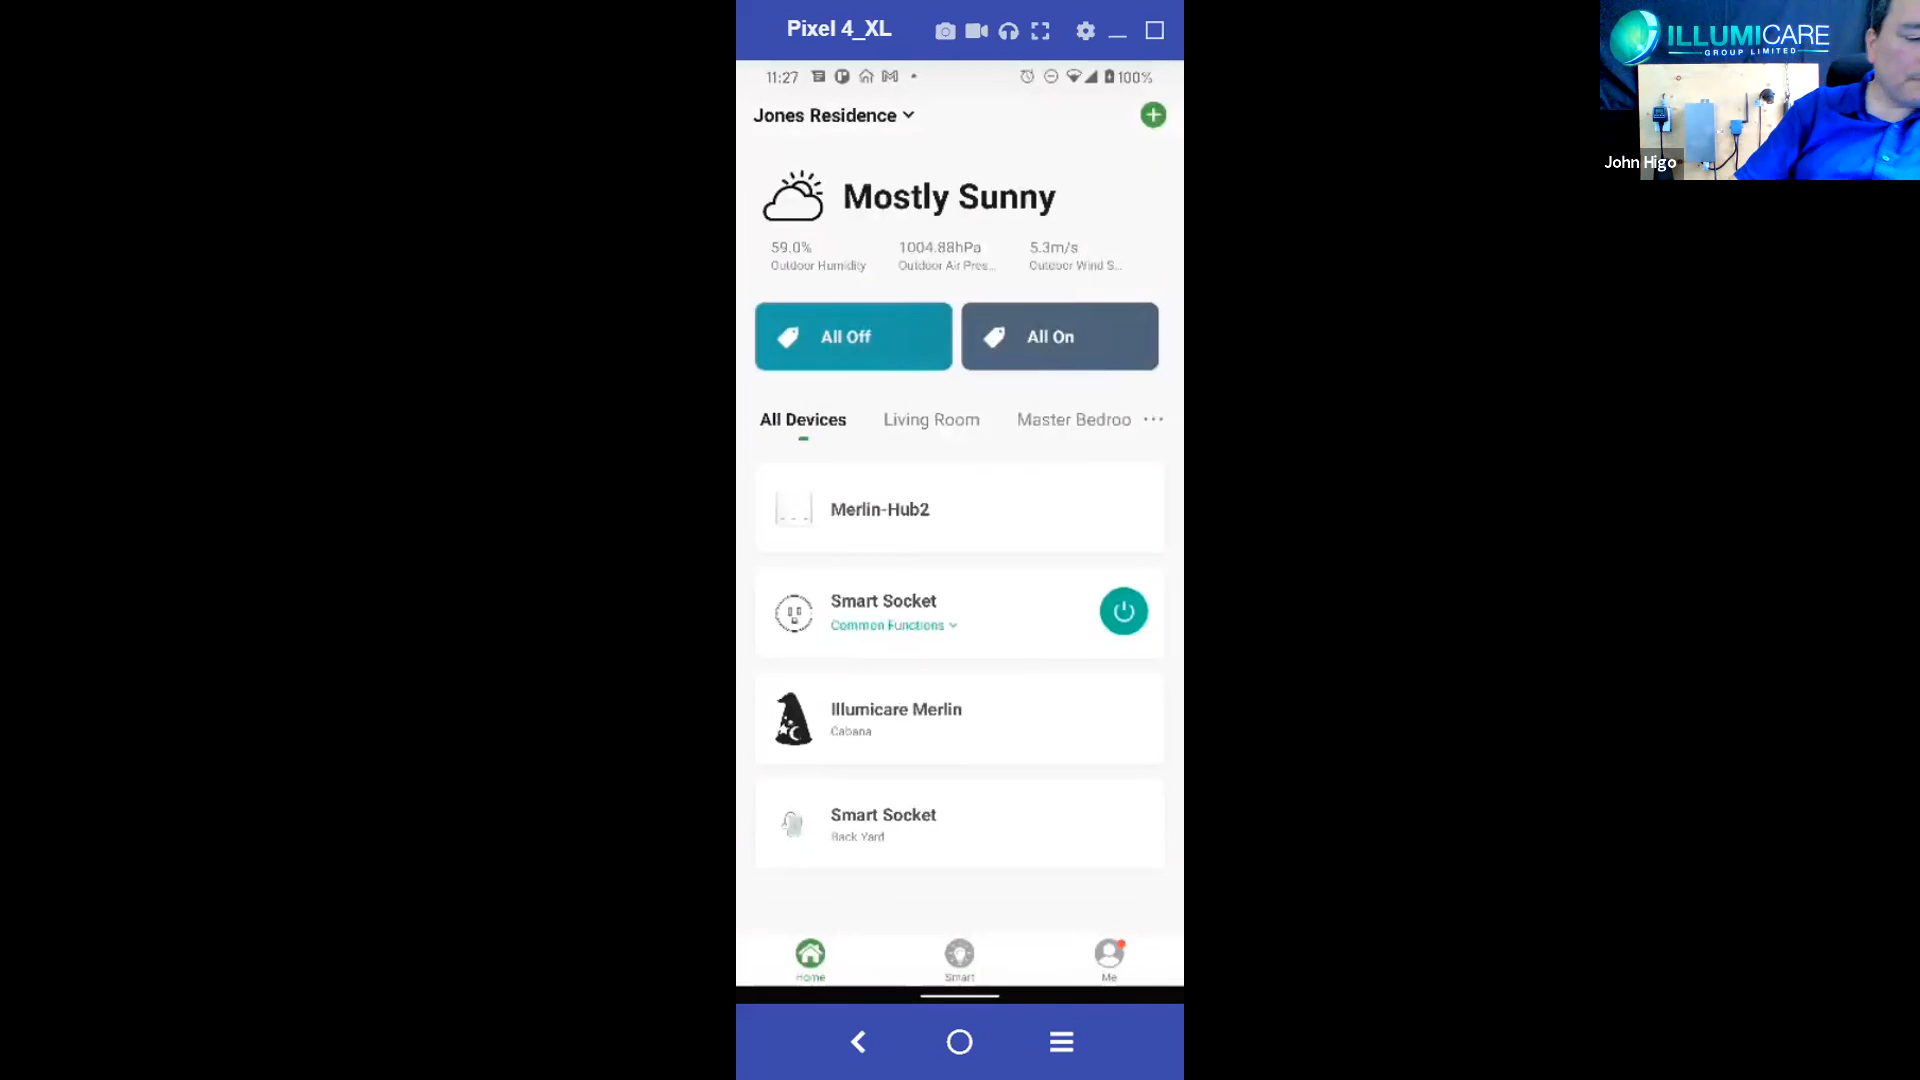 Pixel 4_XL
11:27
100%
Jones Residence
Mostly Sunny
59.0%
Outdoor Humidity
1004.88hPa
Outdoor Air Pres...
5.3m/s
Outdoor Wind S...
All Off
All On
All Devices
Living Room
Master Bedroo
Merlin-Hub2
Smart Socket
Common Functions
Illumicare Merlin
Cabana
Smart Socket
Back Yard
Home
Smart
Me
ILLUMICARE
GROUP LIMITED
John Higo